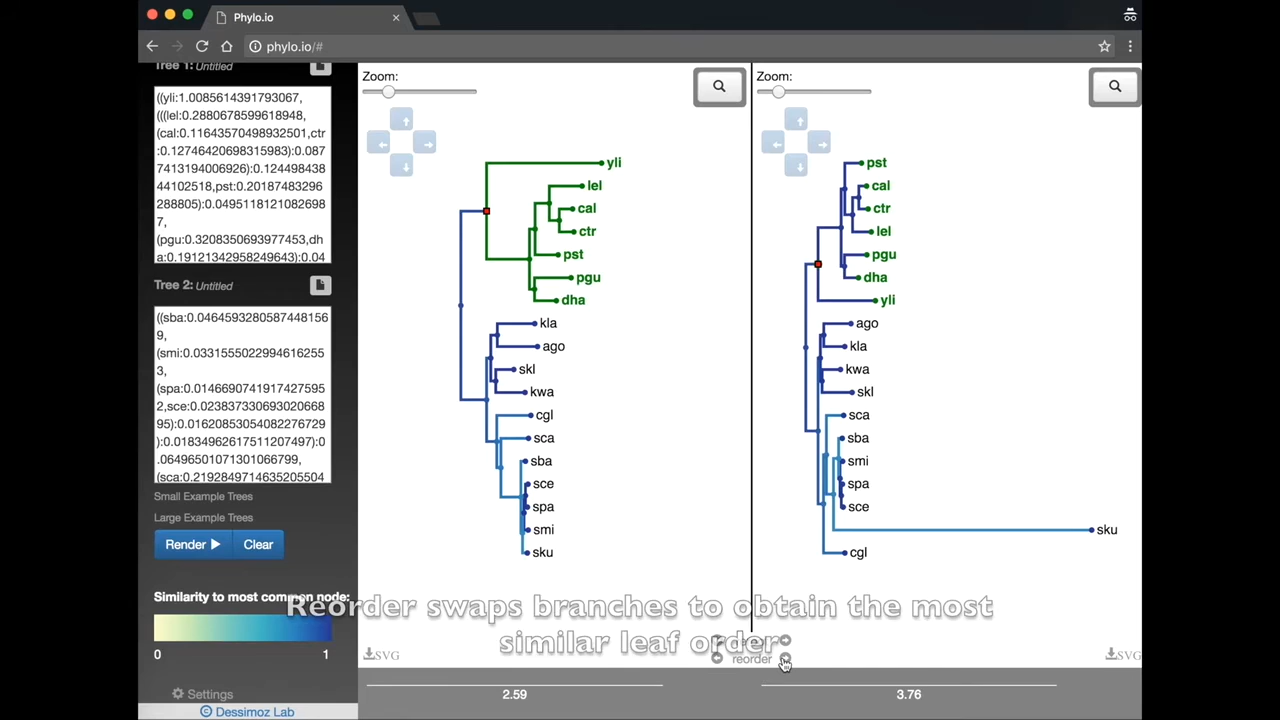 Phylo.io
phylo.io/#
Tree 1: Untitled
((yli:1.0085614391793067,
(((lel:0.2880678599618948,
(cal:0.11643570498932501,ctr
:0.12746420698315983):0.087
7413194006926):0.124498438
44102518,pst:0.20187483296
288805):0.0495118121082698
7,
(pgu:0.3208350693977453,dh
a:0.19121342958249643):0.04
Tree 2: Untitled
((sba:0.0464593280587448156
9,
(smi:0.0331555022994616255
3,
(spa:0.0146690741917427595
2,sce:0.0238373306930206668
95):0.01620853054082276729
):0.01834962617511207497):0
.06496501071301066799,
(sca:0.2192849714635205504
Small Example Trees
Large Example Trees
Render
Clear
Similarity to most common node:
0
1
Settings
Dessimoz Lab
Zoom:
yli
lel
cal
ctr
pst
pgu
dha
kla
ago
skl
kwa
cgl
sca
sba
sce
spa
smi
sku
SVG
2.59
Zoom:
pst
cal
ctr
lel
pgu
dha
yli
ago
kla
kwa
skl
sca
sba
smi
spa
sce
sku
cgl
SVG
3.76
Reorder swaps branches to obtain the most
similar leaf order
reorder